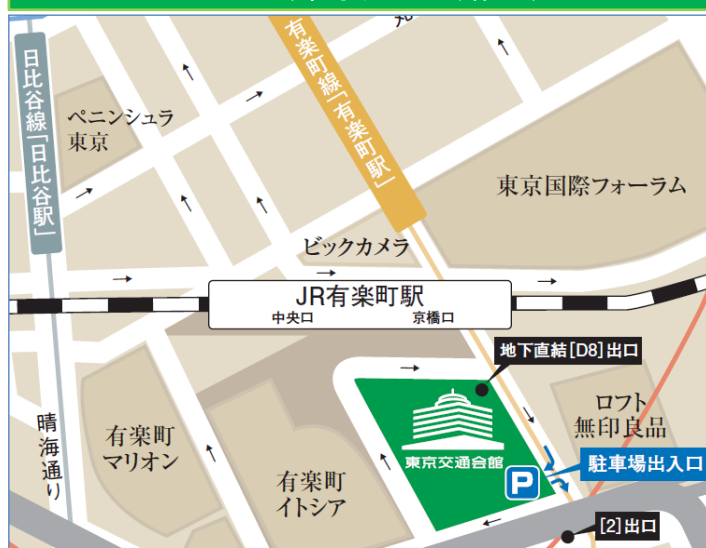 日比谷線「日比谷駅」
有楽町線「有楽町駅」
ペニンシュラ
東京
東京国際フォーラム
ビックカメラ
JR有楽町駅
中央口
京橋口
地下直結[D8]出口
ロフト
無印良品
東京交通会館
P
駐車場出入口
有楽町
マリオン
有楽町
イトシア
晴海通り
[2]出口